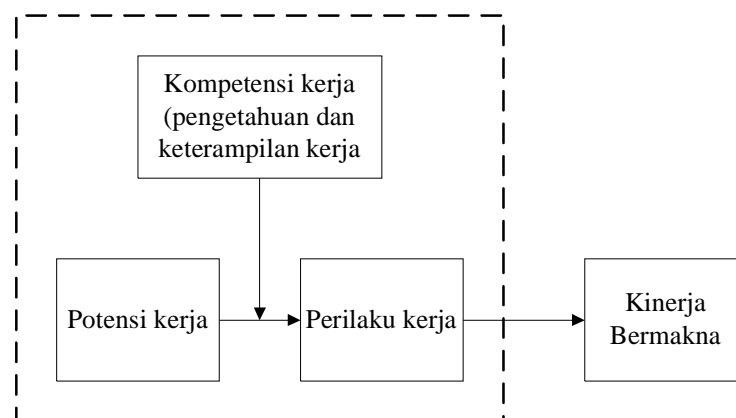 Kompetensi kerja
(pengetahuan dan
keterampilan kerja
Potensi kerja
Perilaku kerja
Kinerja
Bermakna